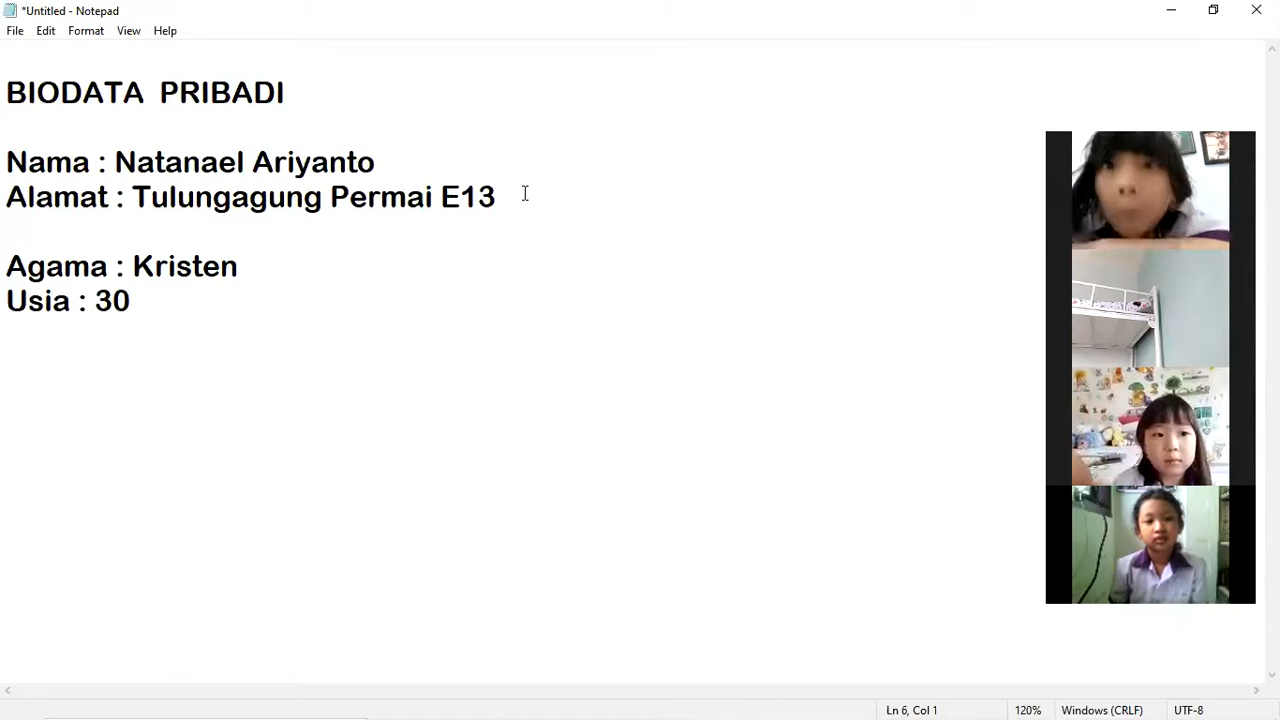 *Untitled - Notepad
File Edit Format View Help
BIODATA PRIBADI
Nama : Natanael Ariyanto
Alamat : Tulungagung Permai E13
Agama : Kristen
Usia : 30
Ln 6, Col 1 120% Windows (CRLF) UTF-8